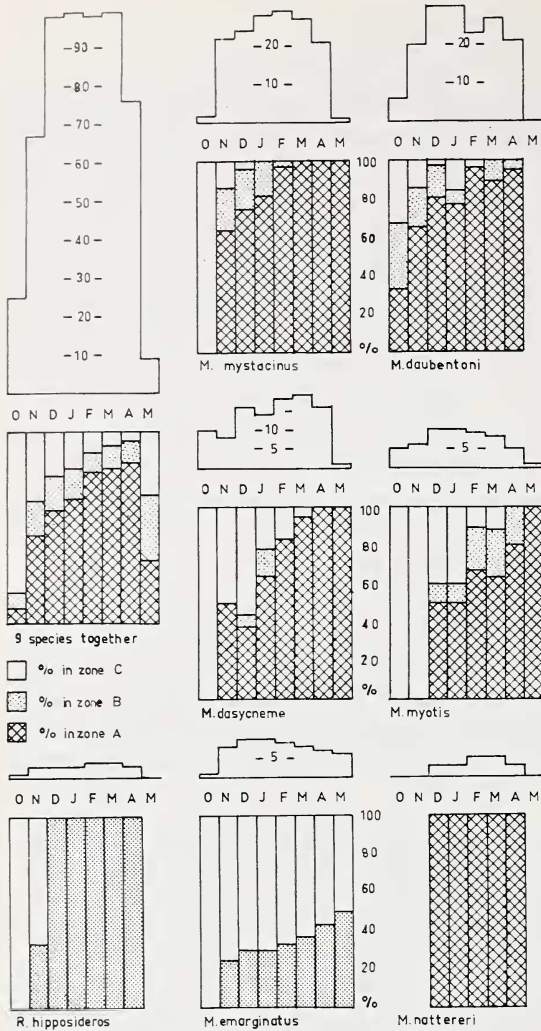 - 90 -
- 80 -
- 70 -
- 60 -
- 50 -
- 40 -
- 30 -
- 20 -
- 10 -
O N D J F M A M
9 species together
% in zone C
% in zone B
% in zone A
- 20 -
- 10 -
O N D J F M A M
100
80
60
40
20
%
M. mystacinus
- 20 -
- 10 -
O N D J F M A M
M. daubentoni
- 10 -
- 5 -
O N D J F M A M
100
80
60
40
20
%
M. dasycneme
- 5 -
O N D J F M A M
M. myotis
O N D J F M A M
R. hipposideros
- 5 -
O N D J F M A M
100
80
60
40
20
%
M. emarginatus
O N D J F M A M
M. nattereri